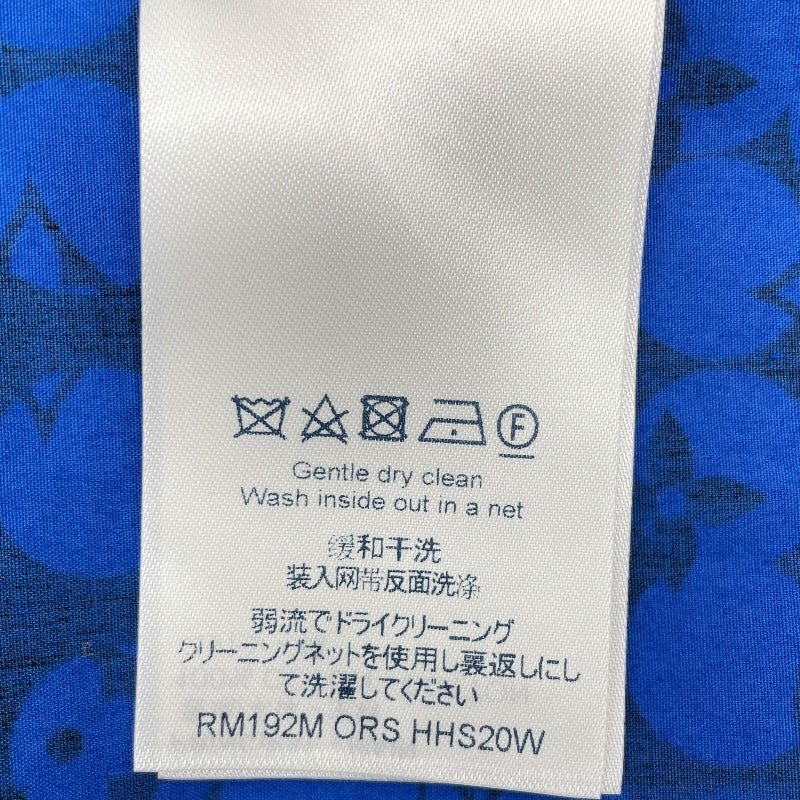 F
Gentle dry clean
Wash inside out in a net
缓和干洗
装入网带反面洗净
弱流でドライクリーニング
クリーニングネットを使用し裏返しにし
て洗濯してください
RM192M ORS HHS20W